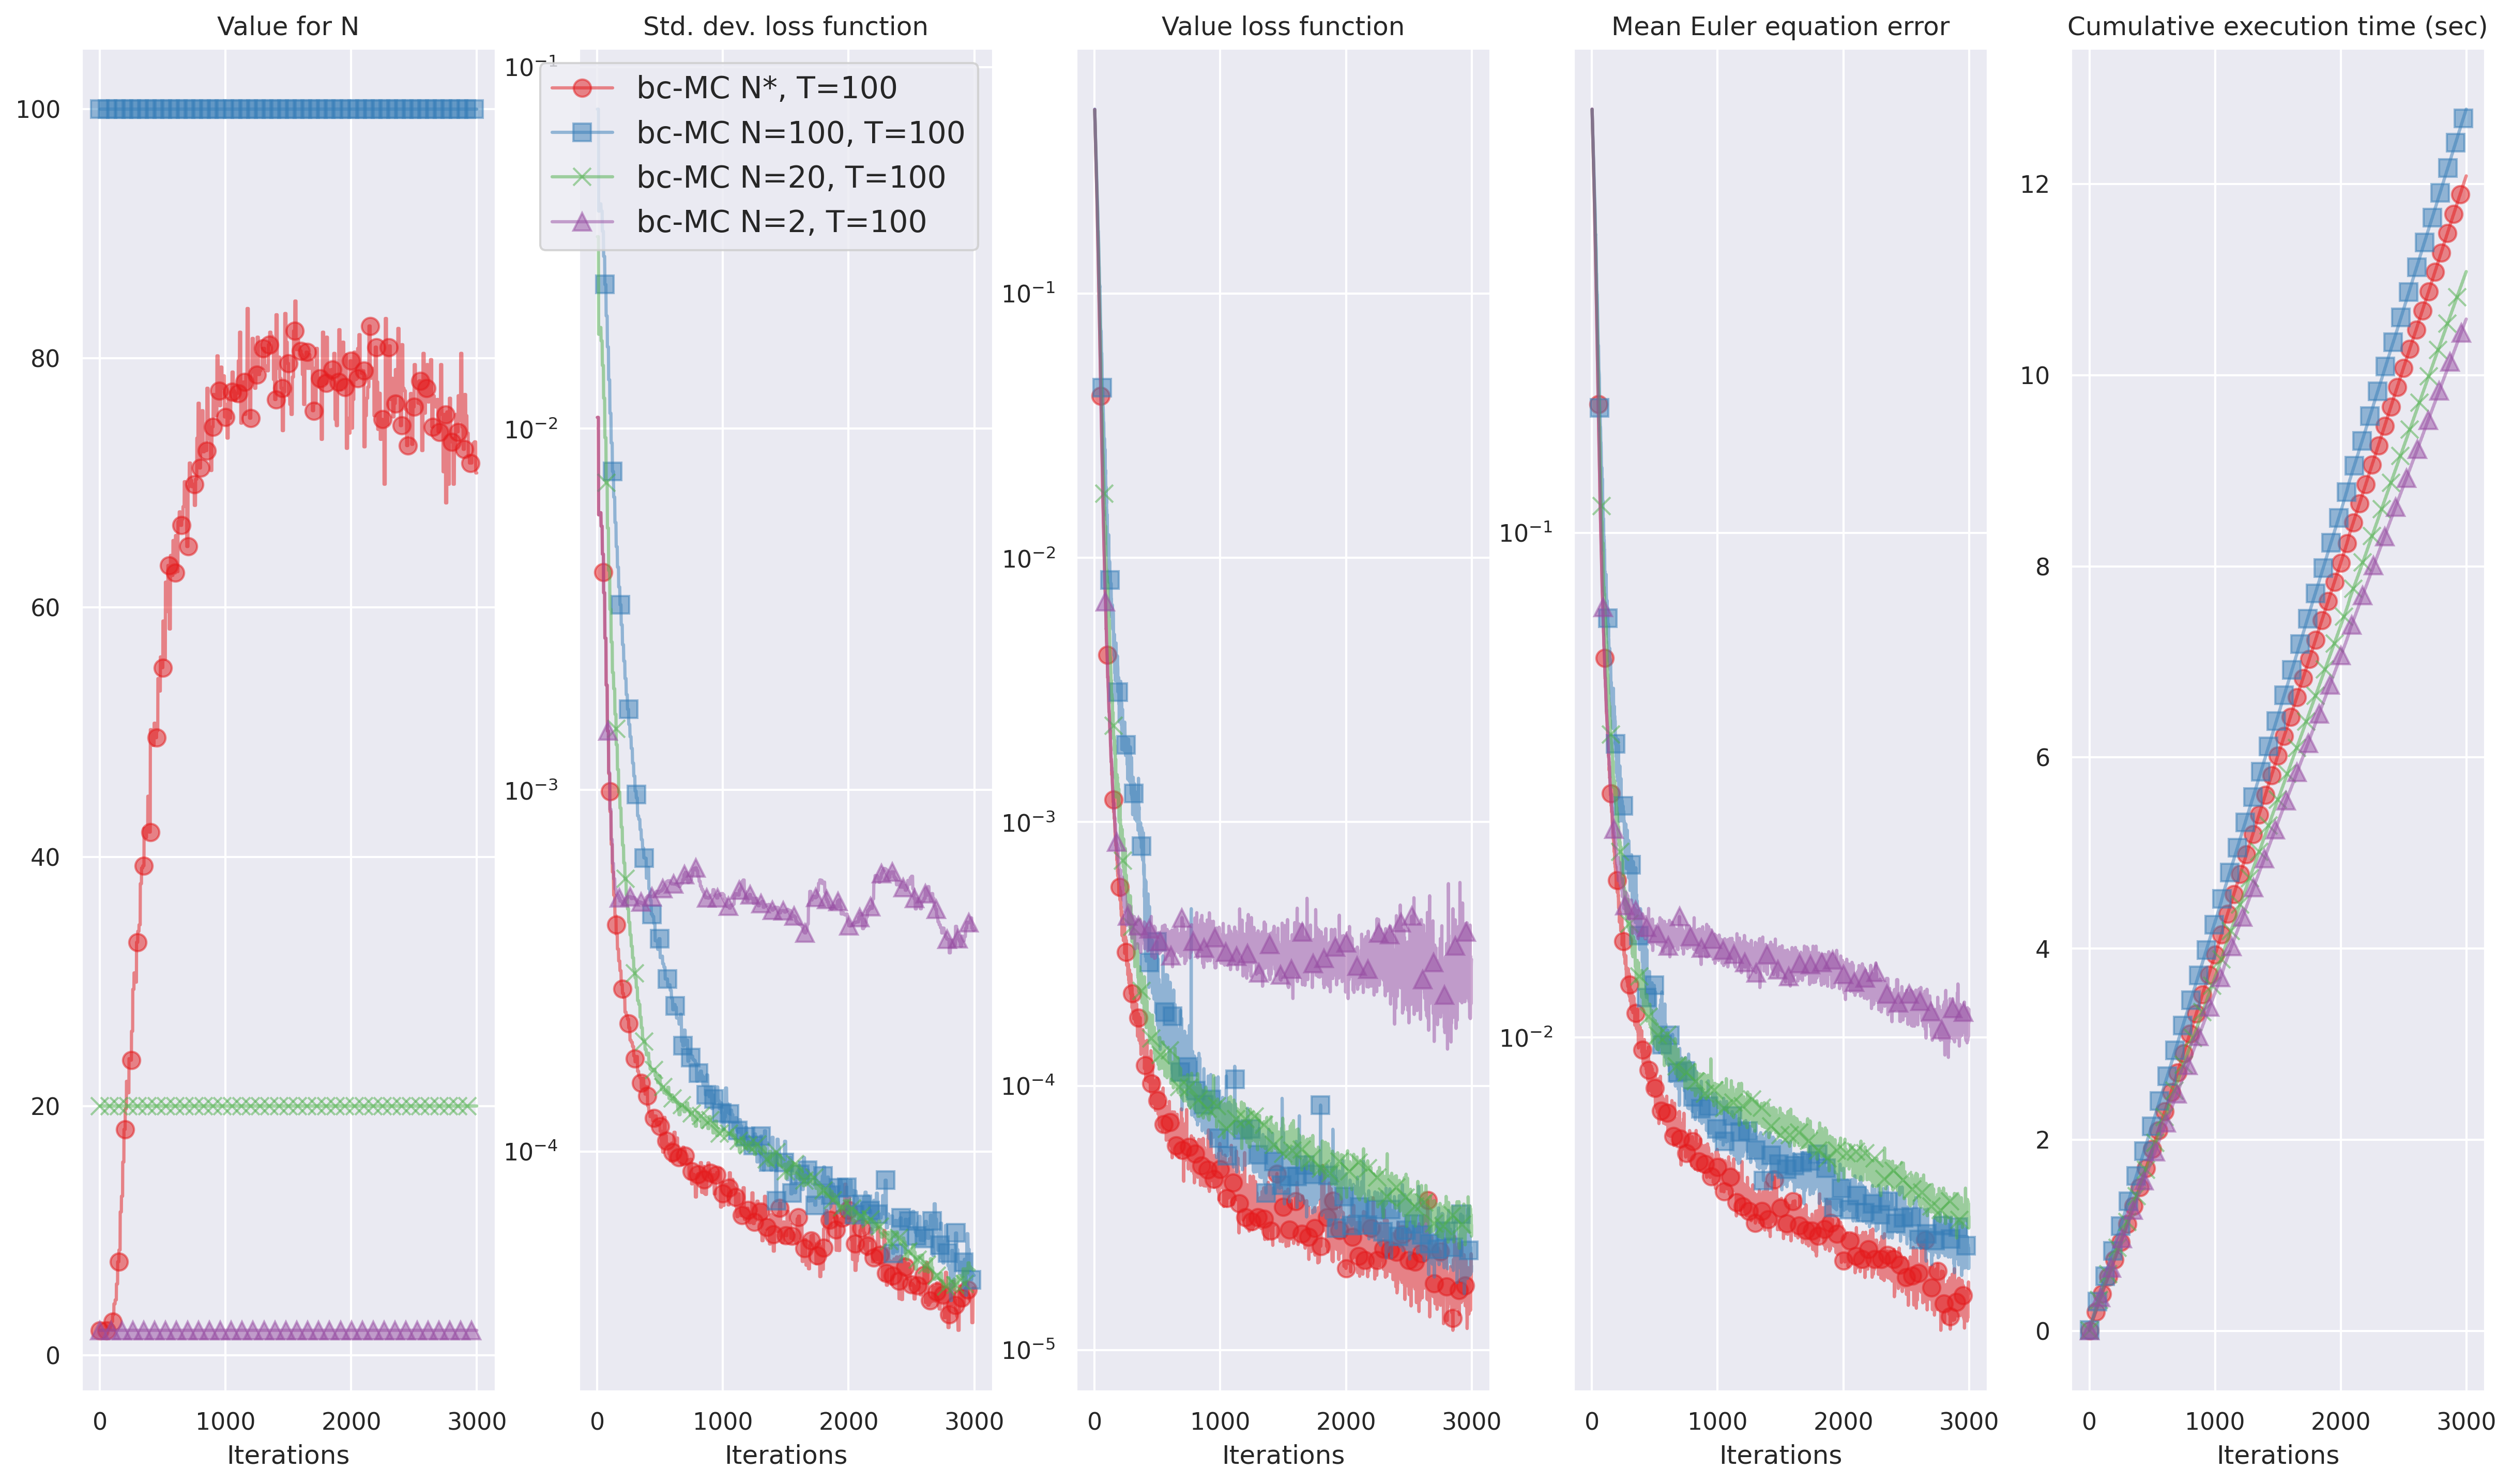 Value for N
Std. dev. loss function
Value loss function
Mean Euler equation error
Cumulative execution time (sec)
bc-MC N*, T=100
bc-MC N=100, T=100
bc-MC N=20, T=100
bc-MC N=2, T=100
100
80
60
40
20
0
0 1000 2000 3000
Iterations
10⁻¹
10⁻²
10⁻³
10⁻⁴
0 1000 2000 3000
Iterations
10⁻¹
10⁻²
10⁻³
10⁻⁴
10⁻⁵
0 1000 2000 3000
Iterations
10⁻¹
10⁻²
0 1000 2000 3000
Iterations
12
10
8
6
4
2
0
0 1000 2000 3000
Iterations